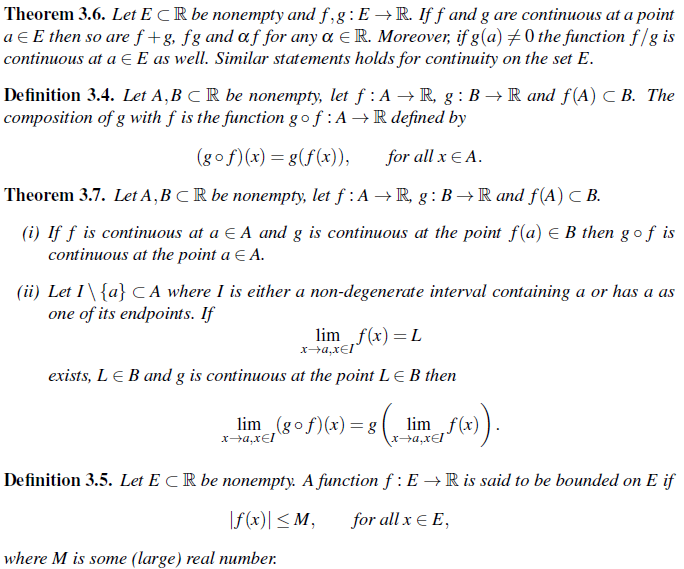 Theorem 3.6. Let E ⊂ ℝ be nonempty and f,g : E → ℝ. If f and g are continuous at a point
a ∈ E then so are f + g, fg and αf for any α ∈ ℝ. Moreover, if g(a) ≠ 0 the function f/g is
continuous at a ∈ E as well. Similar statements holds for continuity on the set E.
Definition 3.4. Let A,B ⊂ ℝ be nonempty, let f : A → ℝ, g : B → ℝ and f(A) ⊂ B. The
composition of g with f is the function g ∘ f : A → ℝ defined by
(g ∘ f)(x) = g(f(x)), for all x ∈ A.
Theorem 3.7. Let A,B ⊂ ℝ be nonempty, let f : A → ℝ, g : B → ℝ and f(A) ⊂ B.
(i) If f is continuous at a ∈ A and g is continuous at the point f(a) ∈ B then g ∘ f is
continuous at the point a ∈ A.
(ii) Let I \ {a} ⊂ A where I is either a non-degenerate interval containing a or has a as
one of its endpoints. If
lim x→a,x∈I f(x) = L
exists, L ∈ B and g is continuous at the point L ∈ B then
lim x→a,x∈I (g ∘ f)(x) = g ( lim x→a,x∈I f(x) ) .
Definition 3.5. Let E ⊂ ℝ be nonempty. A function f : E → ℝ is said to be bounded on E if
|f(x)| ≤ M, for all x ∈ E,
where M is some (large) real number.